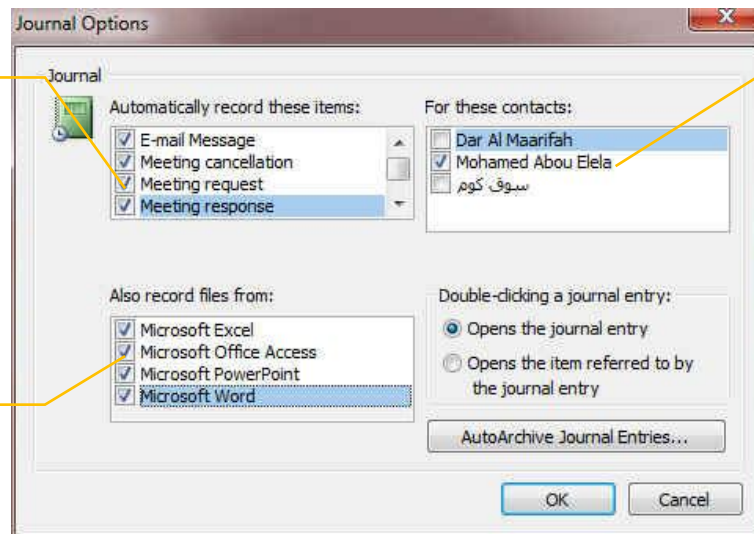 Journal Options
Journal
Automatically record these items:
E-mail Message
Meeting cancellation
Meeting request
Meeting response
For these contacts:
Dar Al Maarifah
Mohamed Abou Elela
سوق كوم
Also record files from:
Microsoft Excel
Microsoft Office Access
Microsoft PowerPoint
Microsoft Word
Double-clicking a journal entry:
Opens the journal entry
Opens the item referred to by
the journal entry
AutoArchive Journal Entries...
OK
Cancel